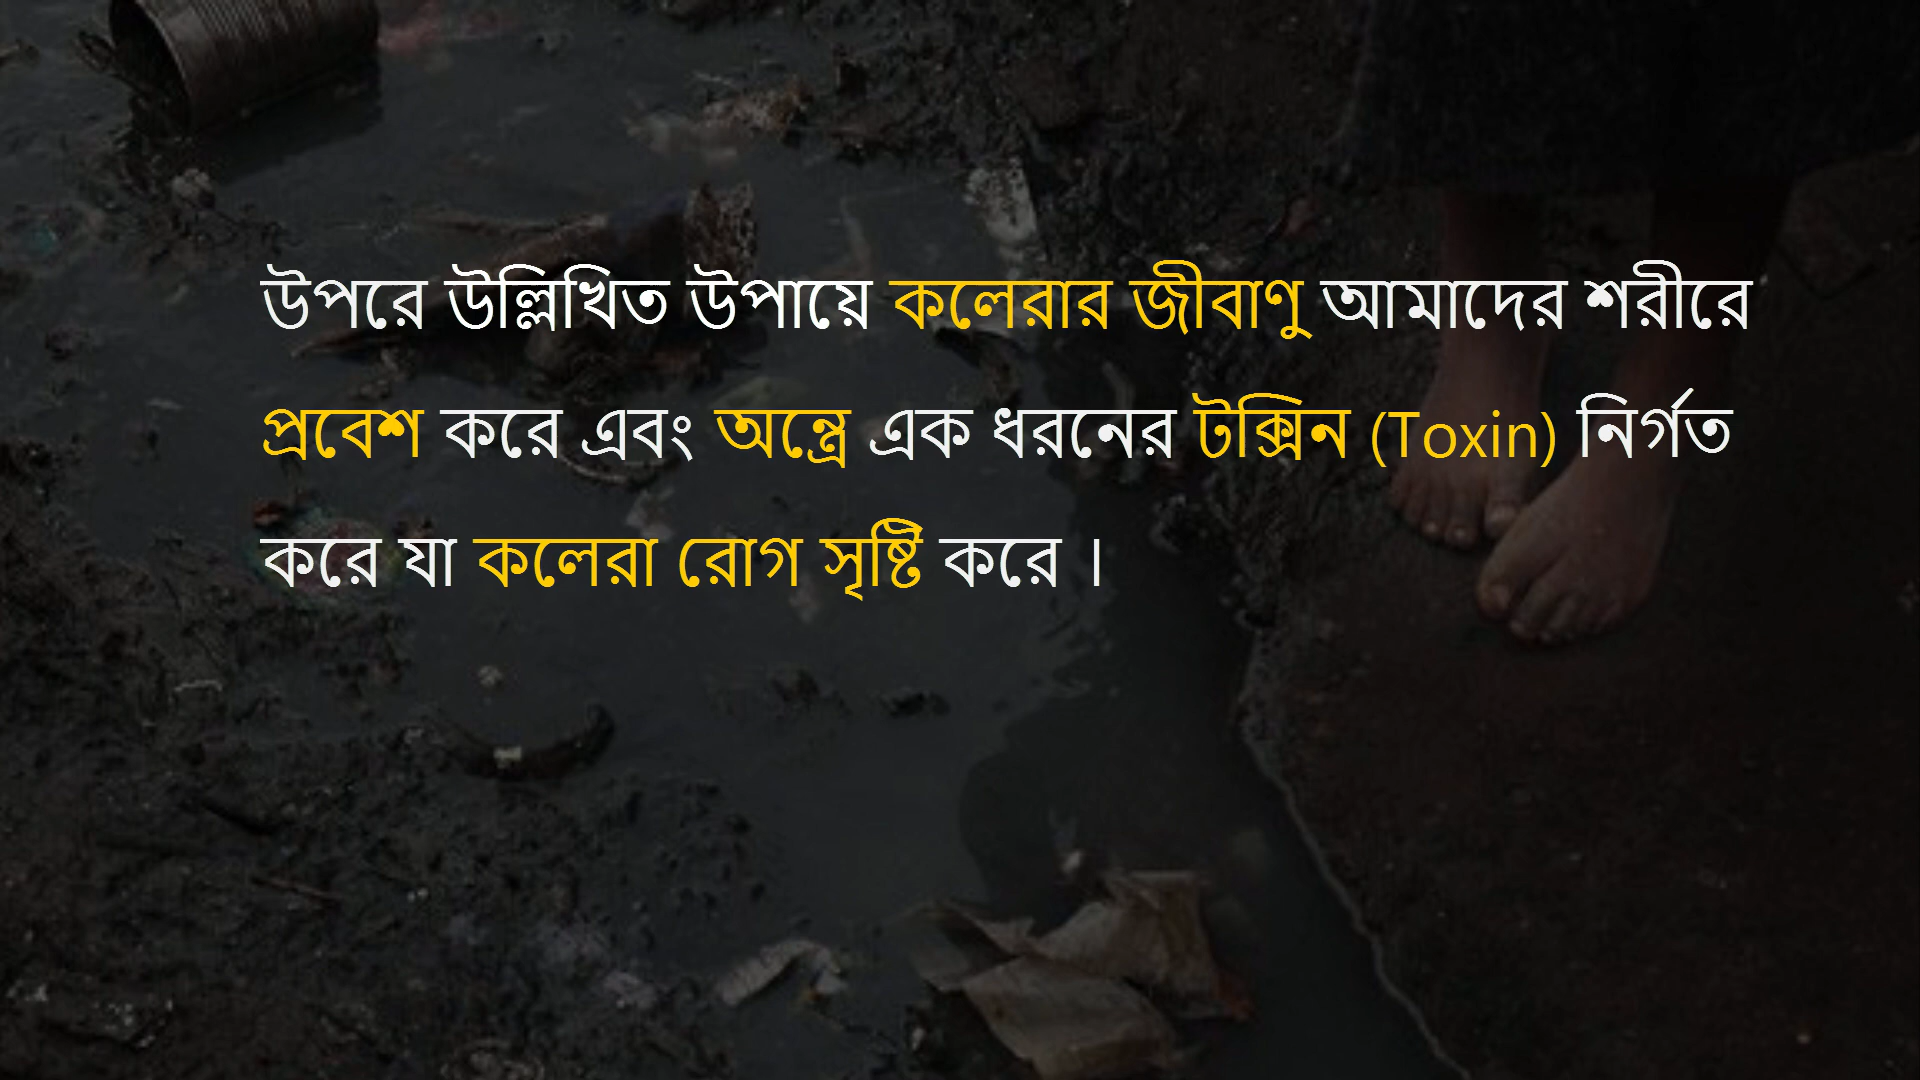 উপরে উল্লিখিত উপায়ে কলেরার জীবাণু আমাদের শরীরে
প্রবেশ করে এবং অন্ত্রে এক ধরনের টক্সিন (Toxin) নির্গত
করে যা কলেরা রোগ সৃষ্টি করে ।